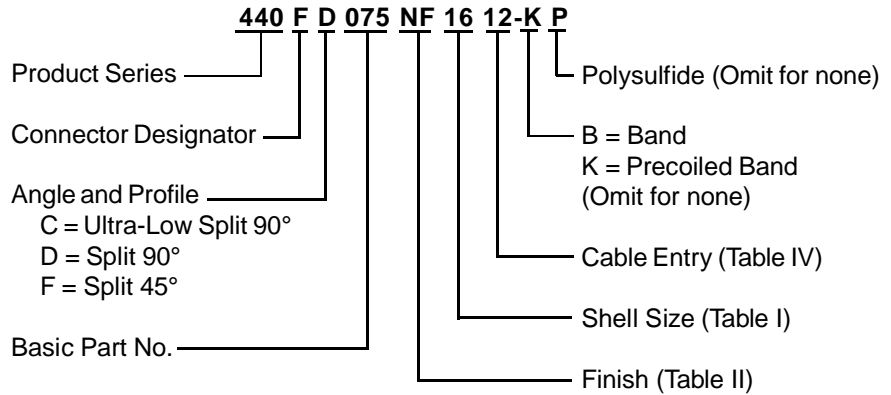 440 F D 075 NF 16 12-K P
Product Series
Connector Designator
Angle and Profile
C = Ultra-Low Split 90°
D = Split 90°
F = Split 45°
Basic Part No.
Polysulfide (Omit for none)
B = Band
K = Precoiled Band
(Omit for none)
Cable Entry (Table IV)
Shell Size (Table I)
Finish (Table II)